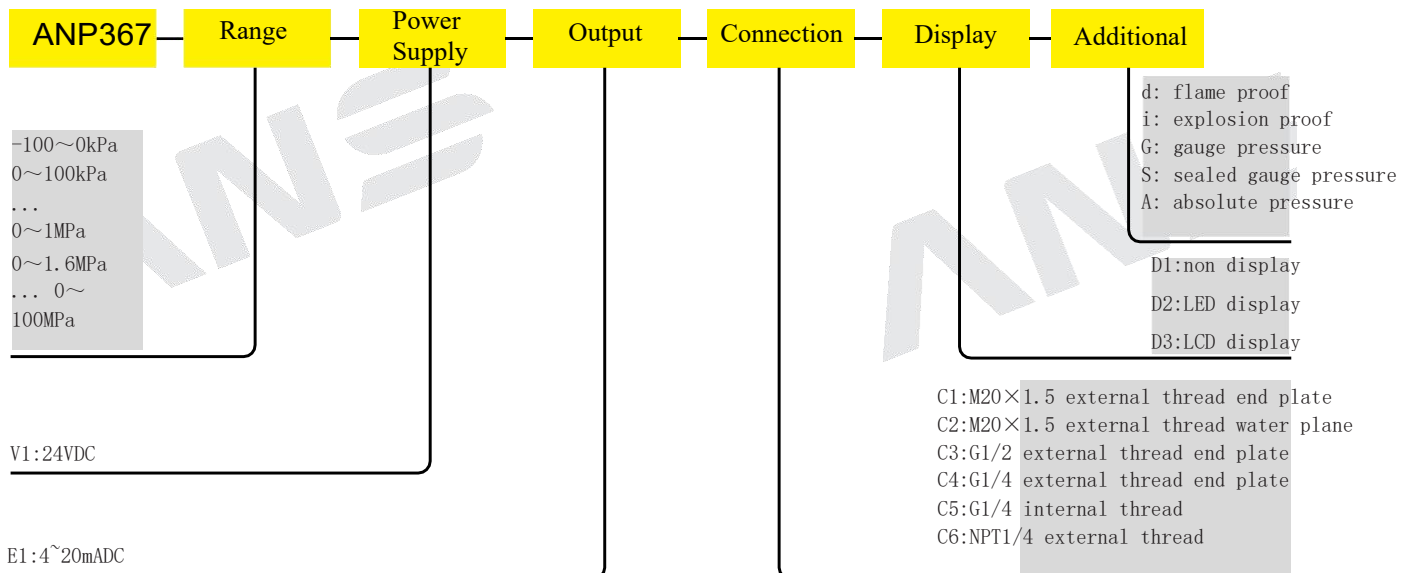 ANP367
Range
Power
Supply
Output
Connection
Display
Additional
-100～0kPa
0～100kPa
...
0～1MPa
0～1.6MPa
... 0～
100MPa
V1:24VDC
E1:4~20mADC
d: flame proof
i: explosion proof
G: gauge pressure
S: sealed gauge pressure
A: absolute pressure
D1:non display
D2:LED display
D3:LCD display
C1:M20×1.5 external thread end plate
C2:M20×1.5 external thread water plane
C3:G1/2 external thread end plate
C4:G1/4 external thread end plate
C5:G1/4 internal thread
C6:NPT1/4 external thread
ANS